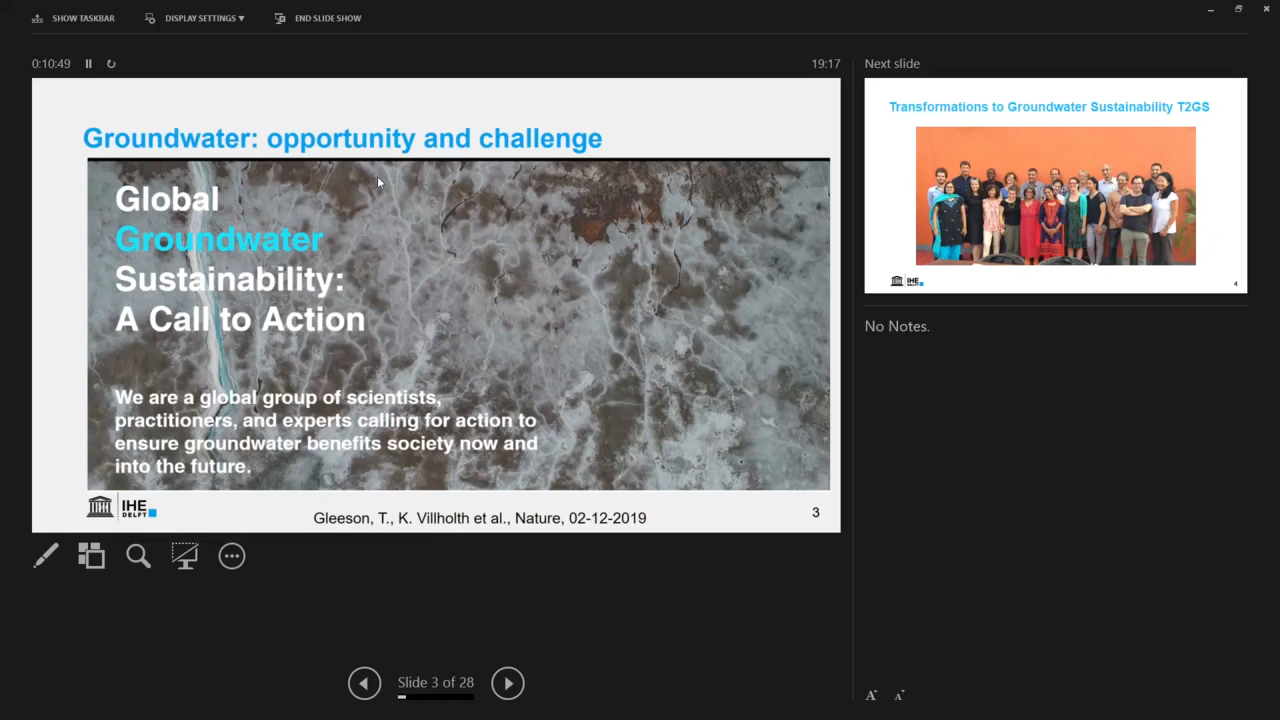 SHOW TASKBAR
DISPLAY SETTINGS
END SLIDE SHOW
0:10:49
19:17
Groundwater: opportunity and challenge
Global
Groundwater
Sustainability:
A Call to Action
We are a global group of scientists,
practitioners, and experts calling for action to
ensure groundwater benefits society now and
into the future.
IHE
DELFT
Gleeson, T., K. Villholth et al., Nature, 02-12-2019
3
Slide 3 of 28
Next slide
Transformations to Groundwater Sustainability T2GS
IHE
DELFT
4
No Notes.
A A